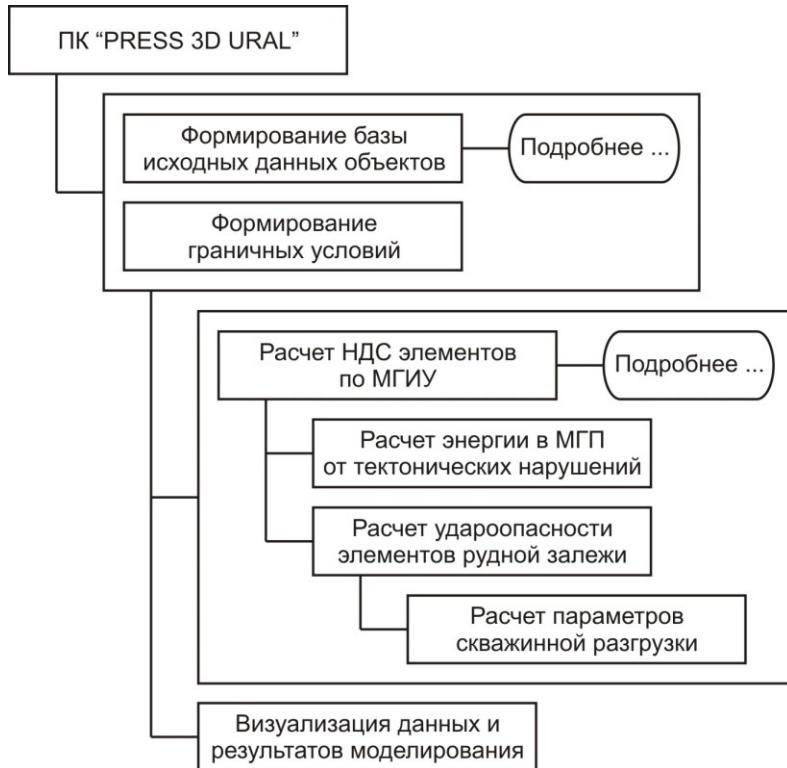 ПК “PRESS 3D URAL”
Формирование базы
исходных данных объектов
Подробнее ...
Формирование
граничных условий
Расчет НДС элементов
по МГИУ
Подробнее ...
Расчет энергии в МГП
от тектонических нарушений
Расчет удароопасности
элементов рудной залежи
Расчет параметров
скважинной разгрузки
Визуализация данных и
результатов моделирования